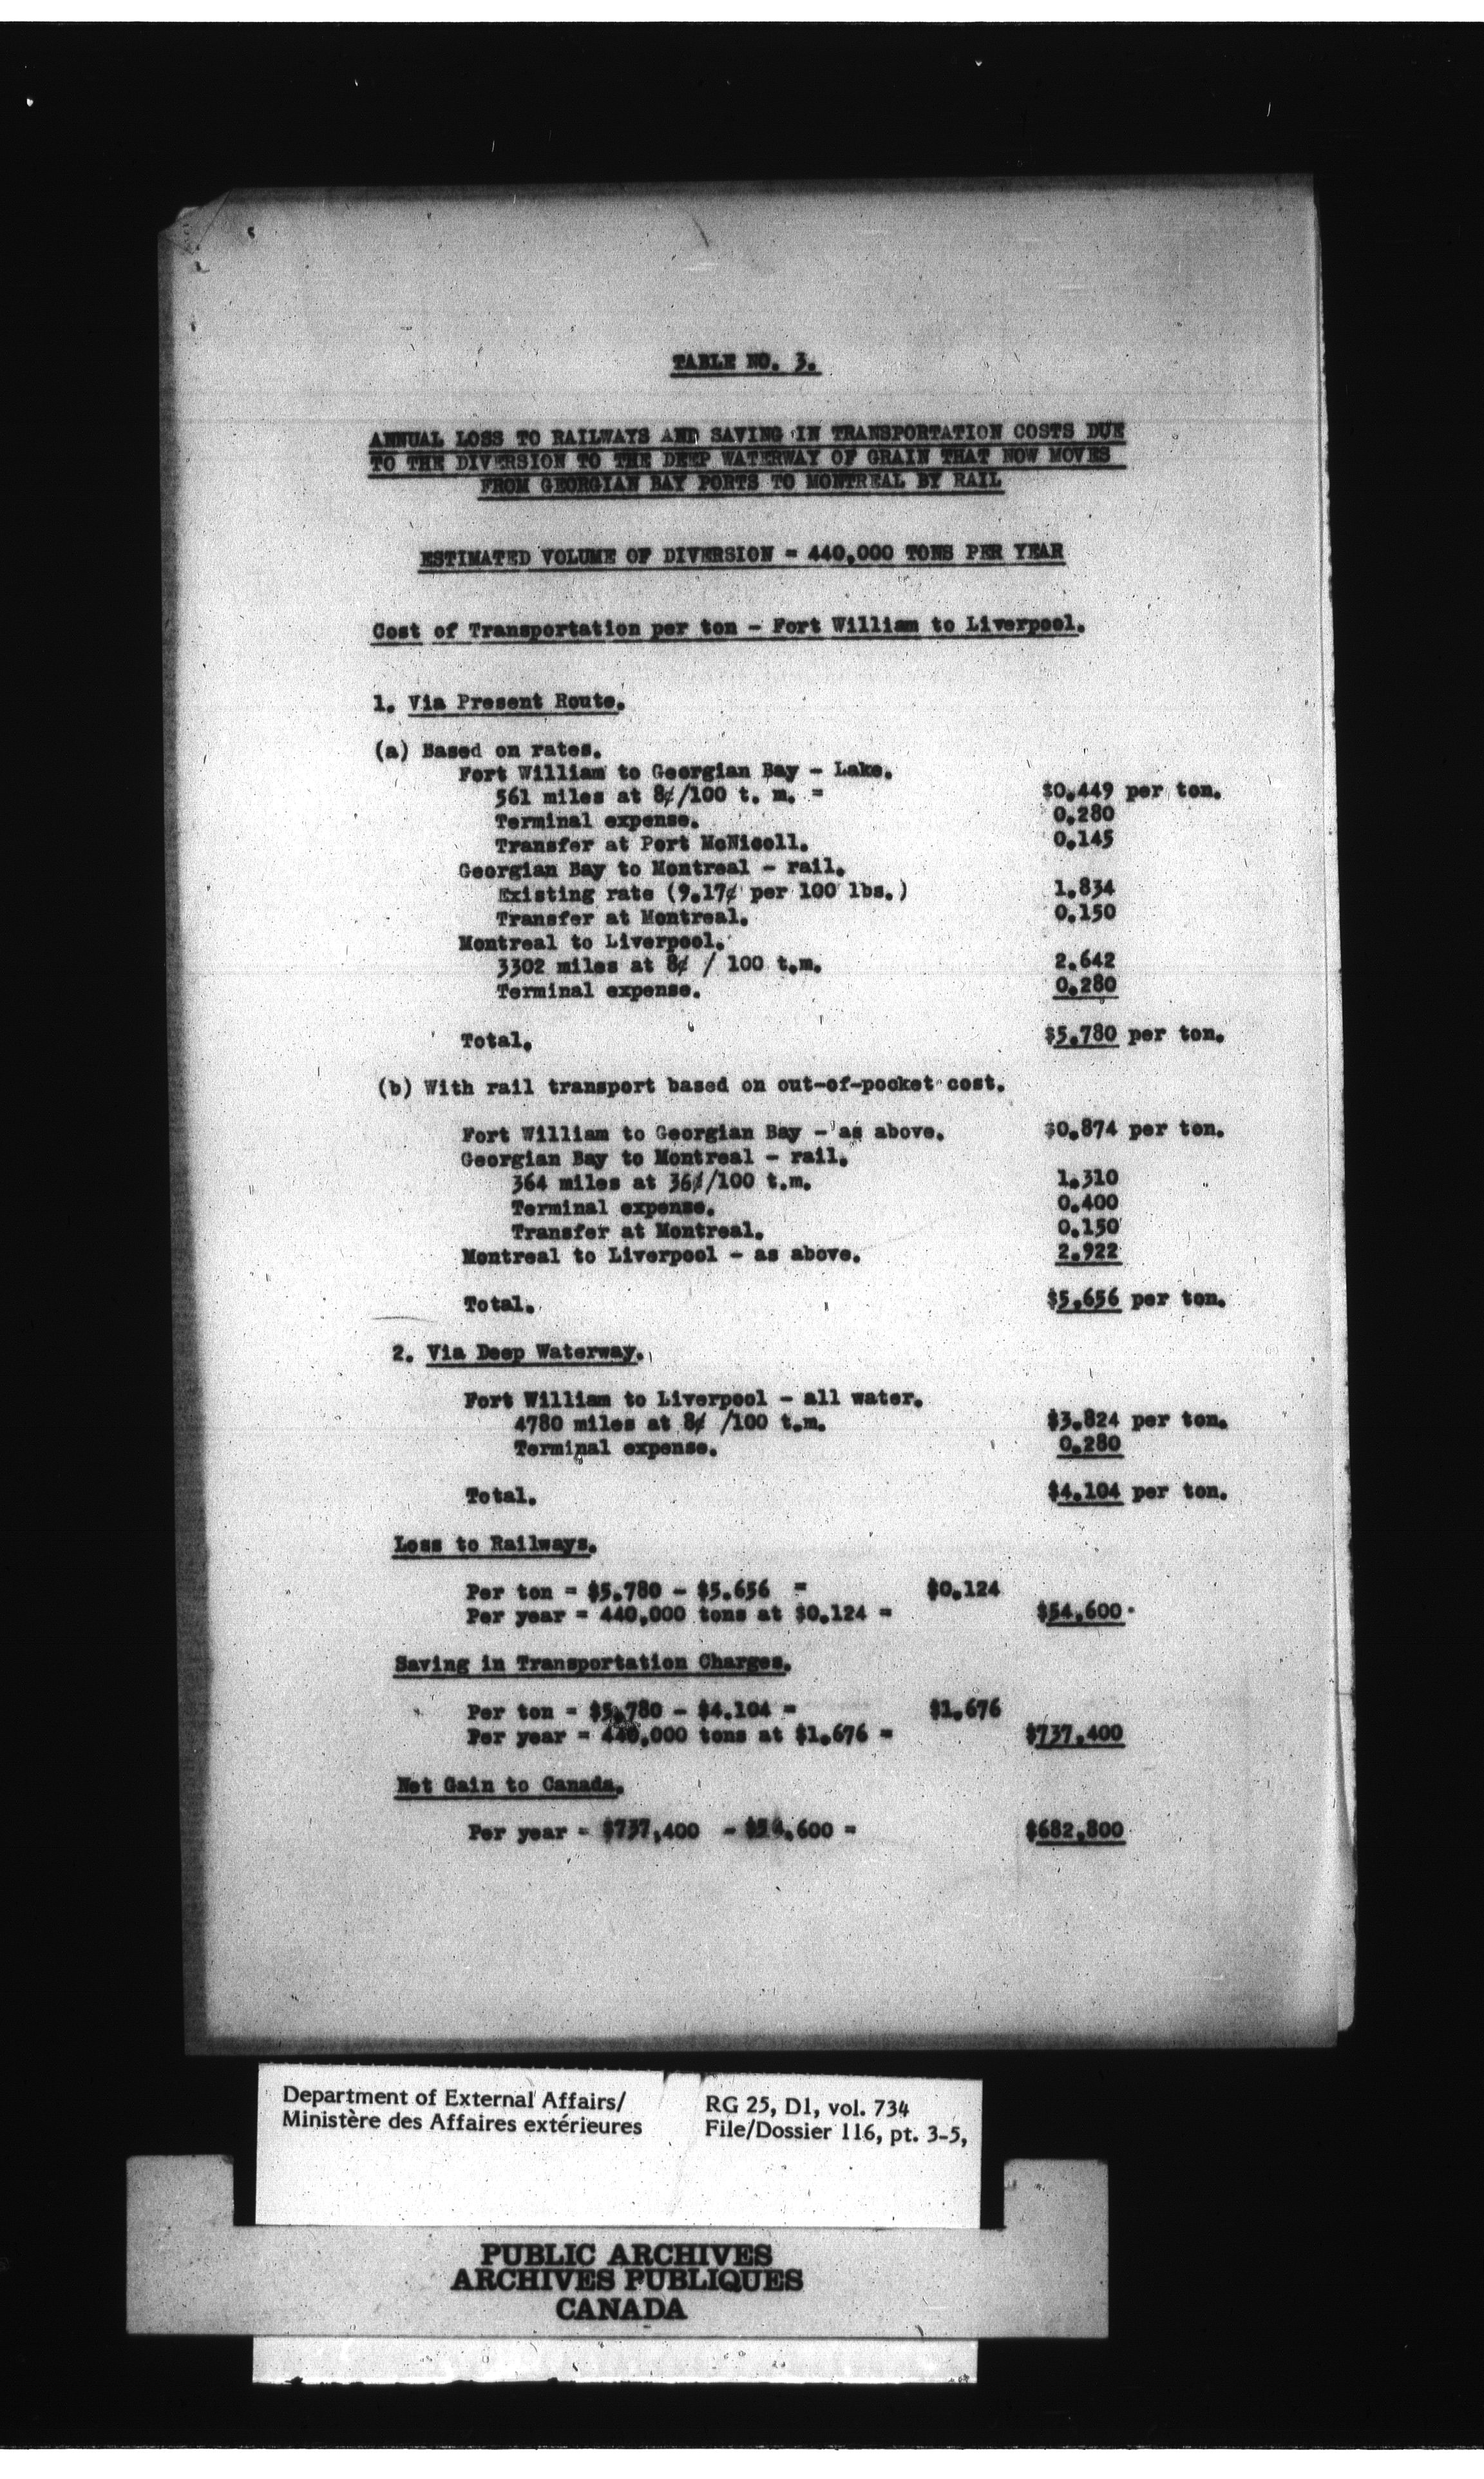 TABLE NO. 3.
ANNUAL LOSS TO RAILWAYS AND SAVING IN TRANSPORTATION COSTS DUE
TO THE DIVERSION TO THE DEEP WATERWAY OF GRAIN THAT NOW MOVES
FROM GEORGIAN BAY PORTS TO MONTREAL BY RAIL
ESTIMATED VOLUME OF DIVERSION = 440,000 TONS PER YEAR
Cost of Transportation per ton - Fort William to Liverpool.
1. Via Present Route.
(a) Based on rates.
Fort William to Georgian Bay - Lake.
561 miles at 8¢/100 t. m. = $0.449 per ton.
Terminal expense. 0.280
Transfer at Port McNicoll. 0.145
Georgian Bay to Montreal - rail.
Existing rate (9.17¢ per 100 lbs.) 1.834
Transfer at Montreal. 0.150
Montreal to Liverpool.
3302 miles at 8¢ / 100 t.m. 2.642
Terminal expense. 0.280
Total. $5.780 per ton.
(b) With rail transport based on out-of-pocket cost.
Fort William to Georgian Bay - as above. $0.874 per ton.
Georgian Bay to Montreal - rail.
364 miles at 36¢/100 t.m. 1.310
Terminal expense. 0.400
Transfer at Montreal. 0.150
Montreal to Liverpool - as above. 2.922
Total. $5.656 per ton.
2. Via Deep Waterway.
Fort William to Liverpool - all water.
4780 miles at 8¢ /100 t.m. $3.824 per ton.
Terminal expense. 0.280
Total. $4.104 per ton.
Loss to Railways.
Per ton = $5.780 - $5.656 = $0.124
Per year = 440,000 tons at $0.124 = $54,600
Saving in Transportation Charges.
Per ton = $5.780 - $4.104 = $1.676
Per year = 440,000 tons at $1.676 = $737,400
Net Gain to Canada.
Per year = $737,400 - $54,600 = $682,800
Department of External Affairs/
Ministère des Affaires extérieures
RG 25, D1, vol. 734
File/Dossier 116, pt. 3-5,
PUBLIC ARCHIVES
ARCHIVES PUBLIQUES
CANADA